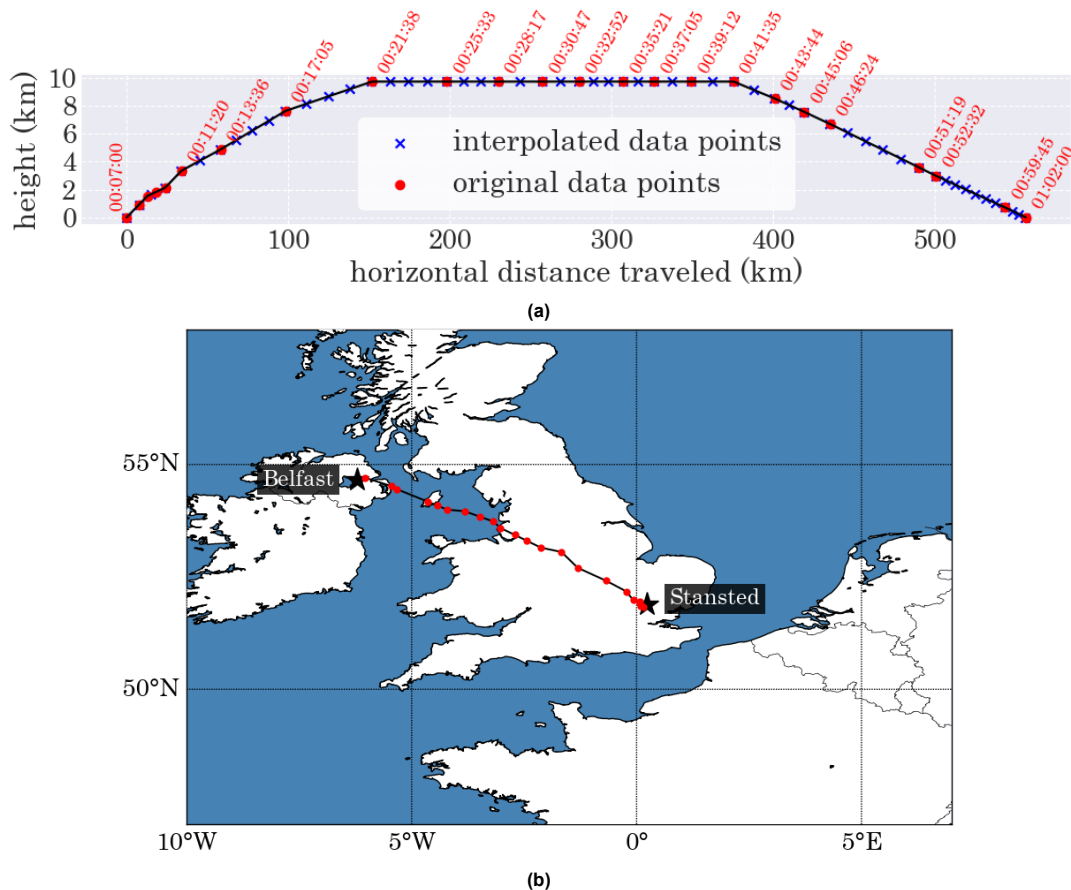 00:07:00
00:11:20
00:13:36
00:17:05
00:21:38
00:25:33
00:28:17
00:30:47
00:32:52
00:35:21
00:37:05
00:39:12
00:41:35
00:43:44
00:45:06
00:46:24
00:51:19
00:52:32
00:59:45
01:02:00
10
8
6
4
2
0
height (km)
interpolated data points
original data points
0 100 200 300 400 500
horizontal distance traveled (km)
(a)
55°N
Belfast
Stansted
50°N
10°W 5°W 0° 5°E
(b)